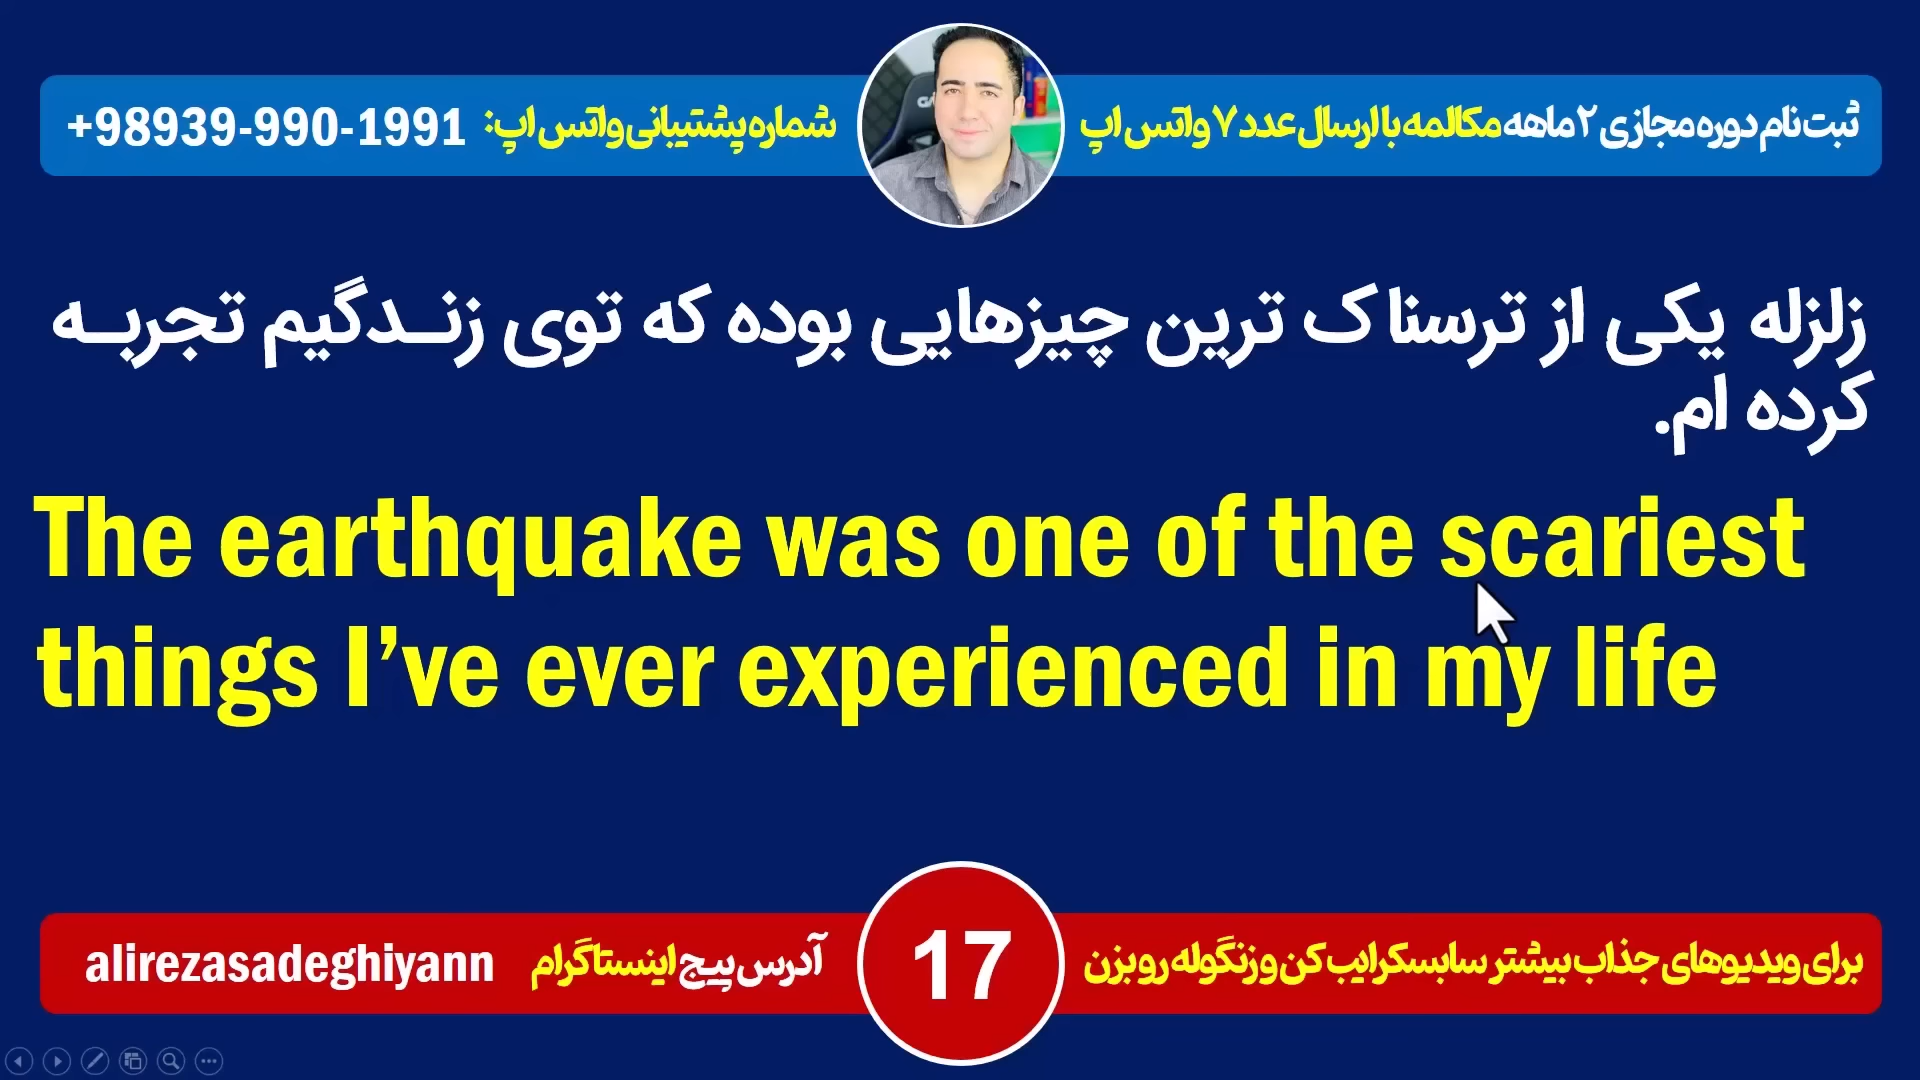 ثبت نام دوره مجازی ۲ ماهه مکالمه با ارسال عدد ۷ واتس اپ
شماره پشتیبانی واتس اپ: +98939-990-1991
زلزله یکی از ترسناک ترین چیزهایی بوده که توی زندگیم تجربه
کرده ام.
The earthquake was one of the scariest
things I’ve ever experienced in my life
برای ویدیوهای جذاب بیشتر سابسکرایب کن و زنگوله رو بزن
17
آدرس پیج اینستاگرام alirezasadeghiyann